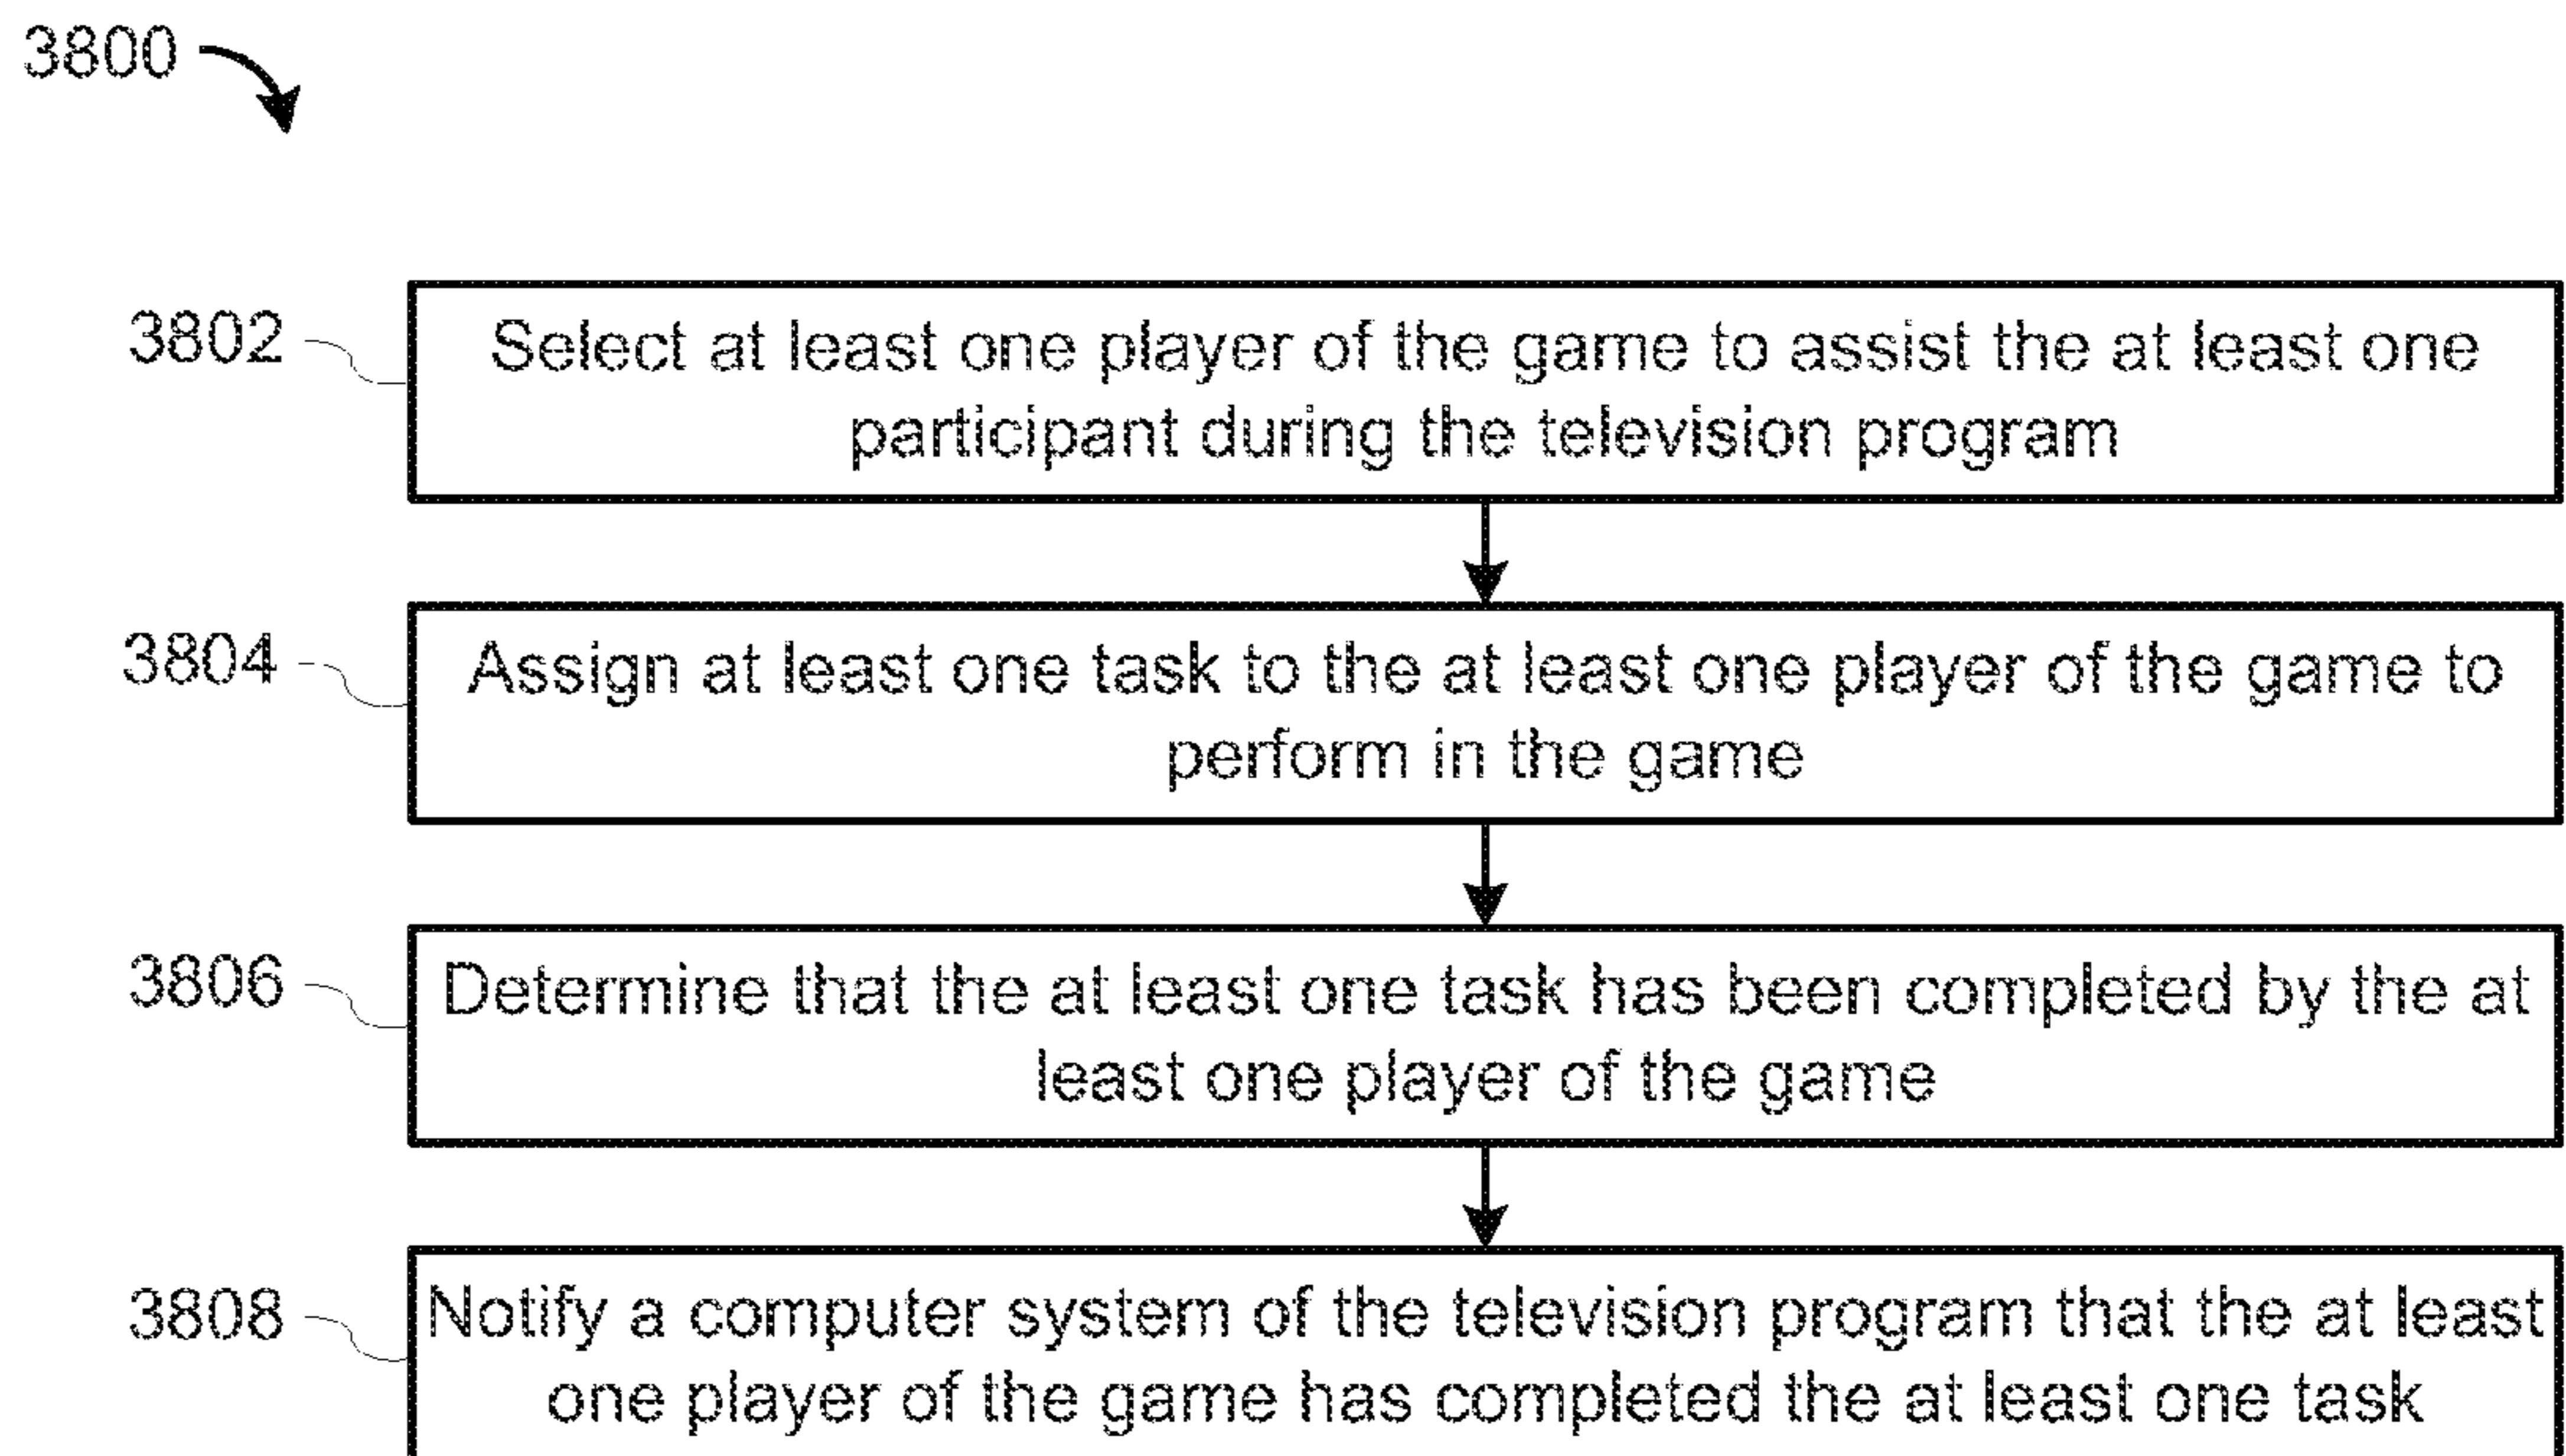 3800
3802
Select at least one player of the game to assist the at least one
participant during the television program
3804
Assign at least one task to the at least one player of the game to
perform in the game
3806
Determine that the at least one task has been completed by the at
least one player of the game
3808
Notify a computer system of the television program that the at least
one player of the game has completed the at least one task